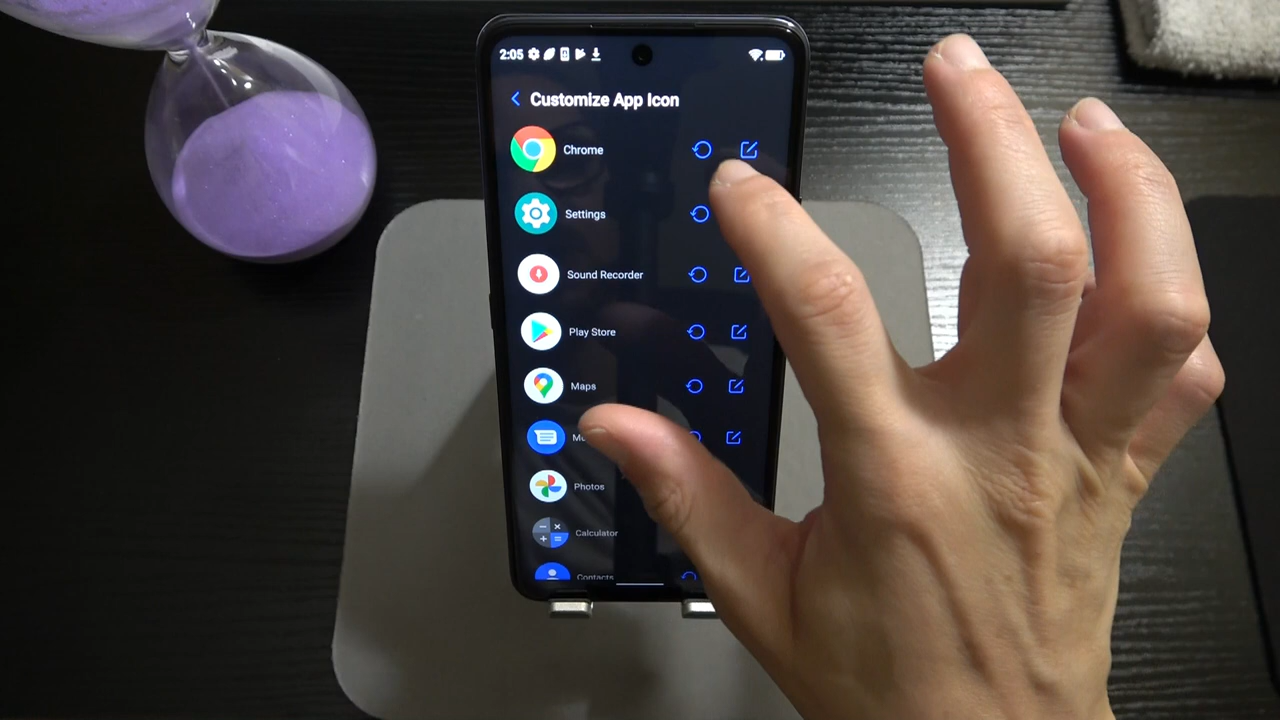 2:05
Customize App Icon
Chrome
Settings
Sound Recorder
Play Store
Maps
Photos
Calculator
Contacts